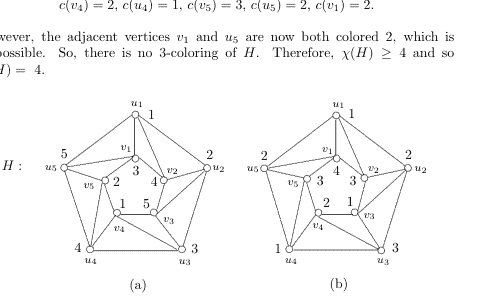 c(v₄) = 2, c(u₄) = 1, c(v₅) = 3, c(u₅) = 2, c(v₁) = 2.
wever, the adjacent vertices v₁ and u₅ are now both colored 2, which is
possible. So, there is no 3-coloring of H. Therefore, χ(H) ≥ 4 and so
H) = 4.
u₁ 1 u₁ 1
5 v₁ 2 2 v₁ 2
H : u₅ 3 v₂ u₂ u₅ 4 v₂ u₂
v₅ 2 4 v₅ 3 3
1 5 2 1
v₄ v₃ v₄ v₃
4 3 1 3
u₄ u₃ u₄ u₃
(a) (b)